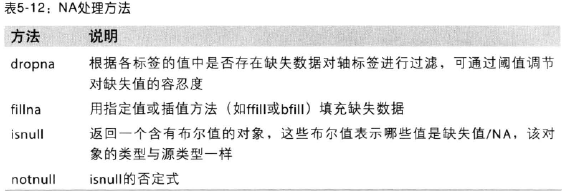 表5-12：NA处理方法
方法 说明
dropna 根据各标签的值中是否存在缺失数据对轴标签进行过滤，可通过阈值调节
对缺失值的容忍度
fillna 用指定值或插值方法（如ffill或bfill）填充缺失数据
isnull 返回一个含有布尔值的对象，这些布尔值表示哪些值是缺失值/NA，该对
象的类型与源类型一样
notnull isnull的否定式